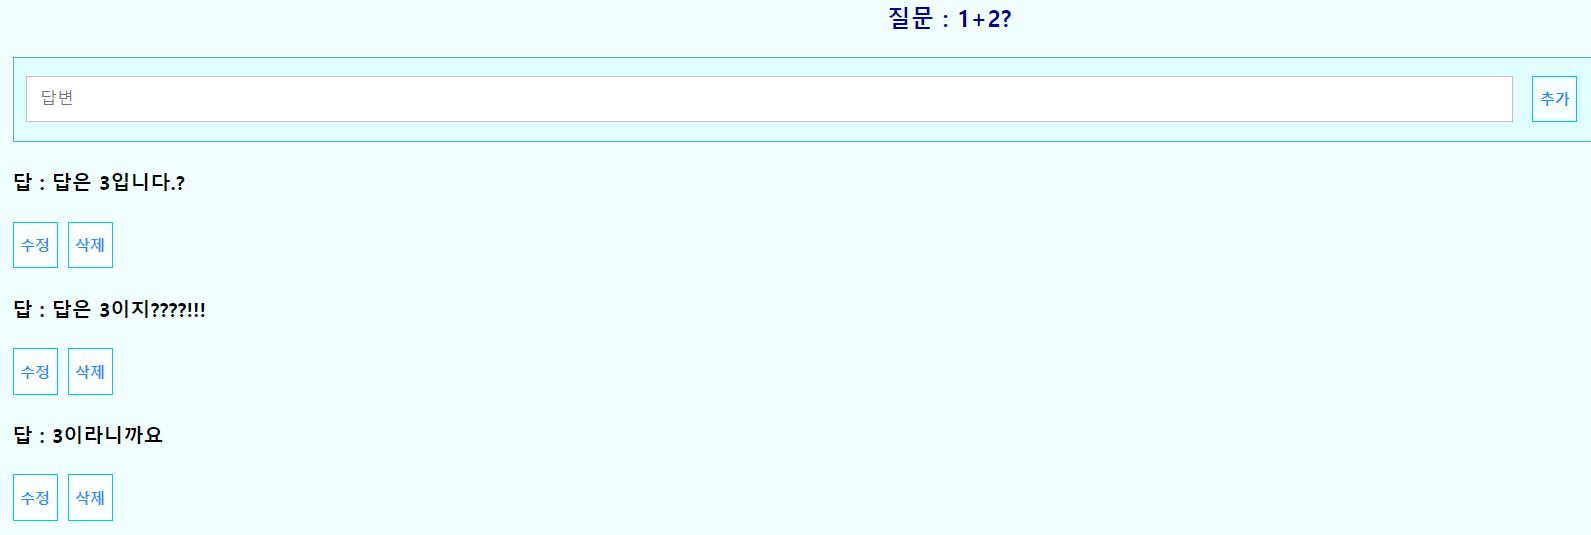 질문 : 1+2?
답변 추가
답 : 답은 3입니다.?
수정 삭제
답 : 답은 3이지????!!!
수정 삭제
답 : 3이라니까요
수정 삭제